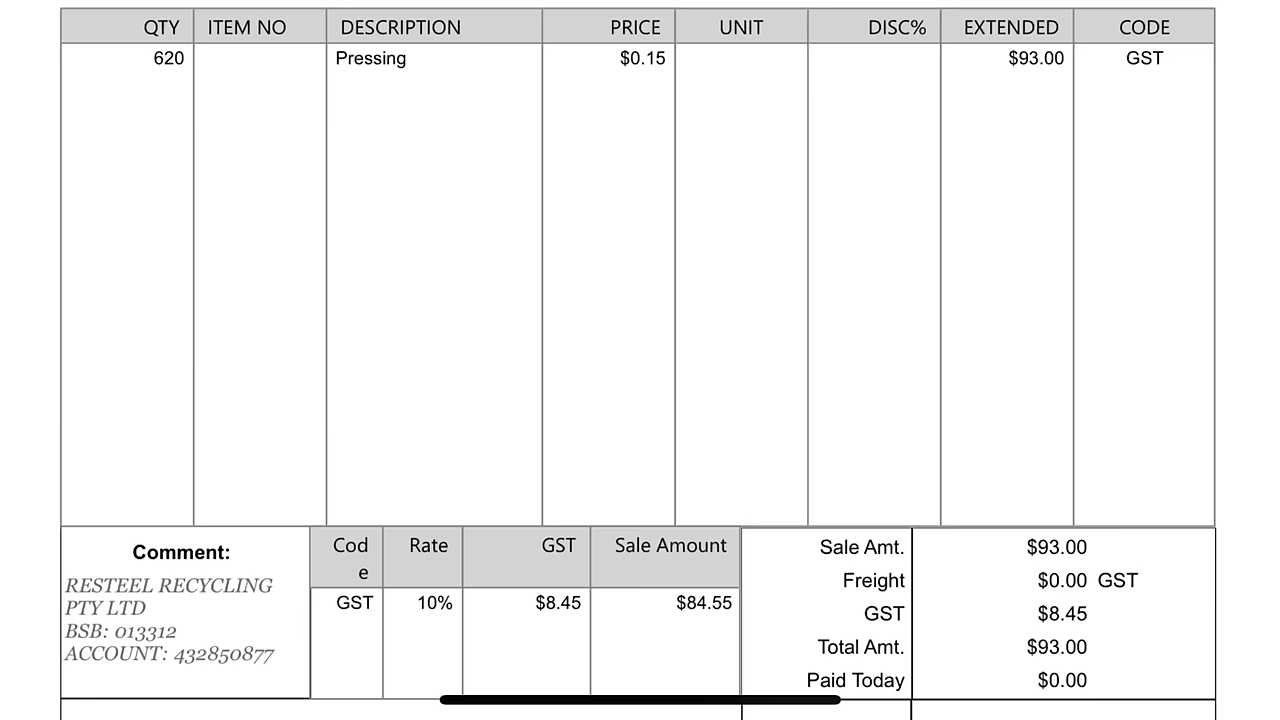 QTY ITEM NO DESCRIPTION PRICE UNIT DISC% EXTENDED CODE
620 Pressing $0.15 $93.00 GST
Comment:
RESTEEL RECYCLING
PTY LTD
BSB: 013312
ACCOUNT: 432850877
Cod
e Rate GST Sale Amount
GST 10% $8.45 $84.55
Sale Amt. $93.00
Freight $0.00 GST
GST $8.45
Total Amt. $93.00
Paid Today $0.00